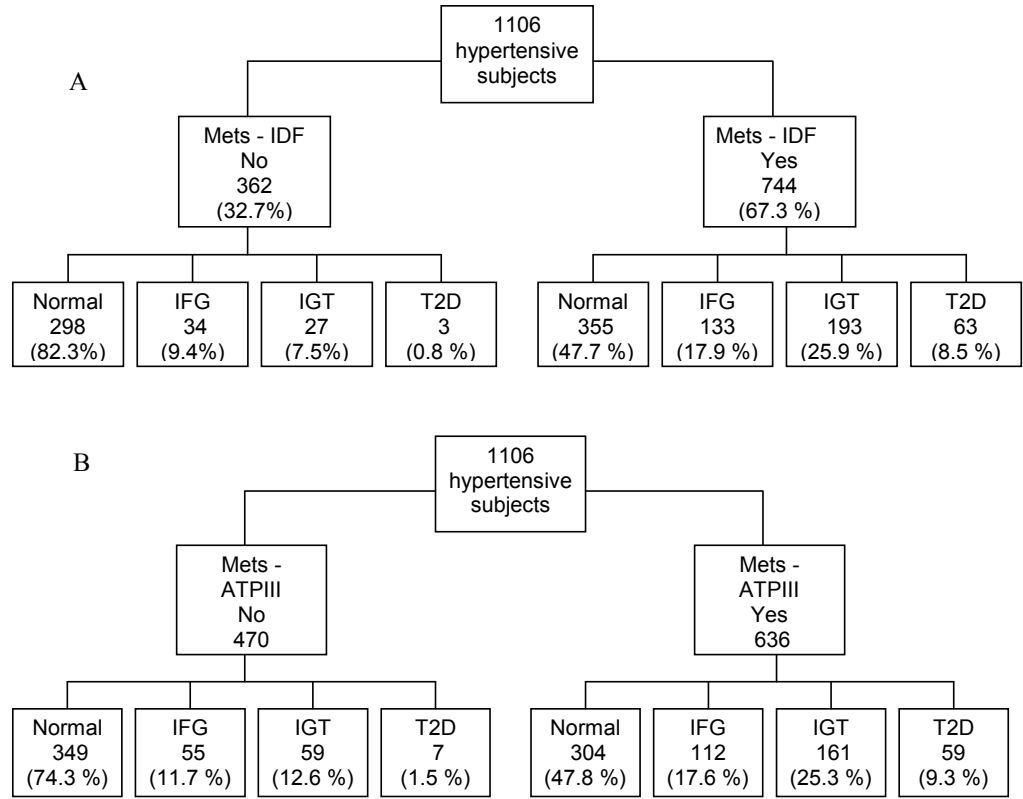 A
1106
hypertensive
subjects
Mets - IDF
No
362
(32.7%)
Mets - IDF
Yes
744
(67.3 %)
Normal
298
(82.3%)
IFG
34
(9.4%)
IGT
27
(7.5%)
T2D
3
(0.8 %)
Normal
355
(47.7 %)
IFG
133
(17.9 %)
IGT
193
(25.9 %)
T2D
63
(8.5 %)
B
1106
hypertensive
subjects
Mets -
ATPIII
No
470
Mets -
ATPIII
Yes
636
Normal
349
(74.3 %)
IFG
55
(11.7 %)
IGT
59
(12.6 %)
T2D
7
(1.5 %)
Normal
304
(47.8 %)
IFG
112
(17.6 %)
IGT
161
(25.3 %)
T2D
59
(9.3 %)